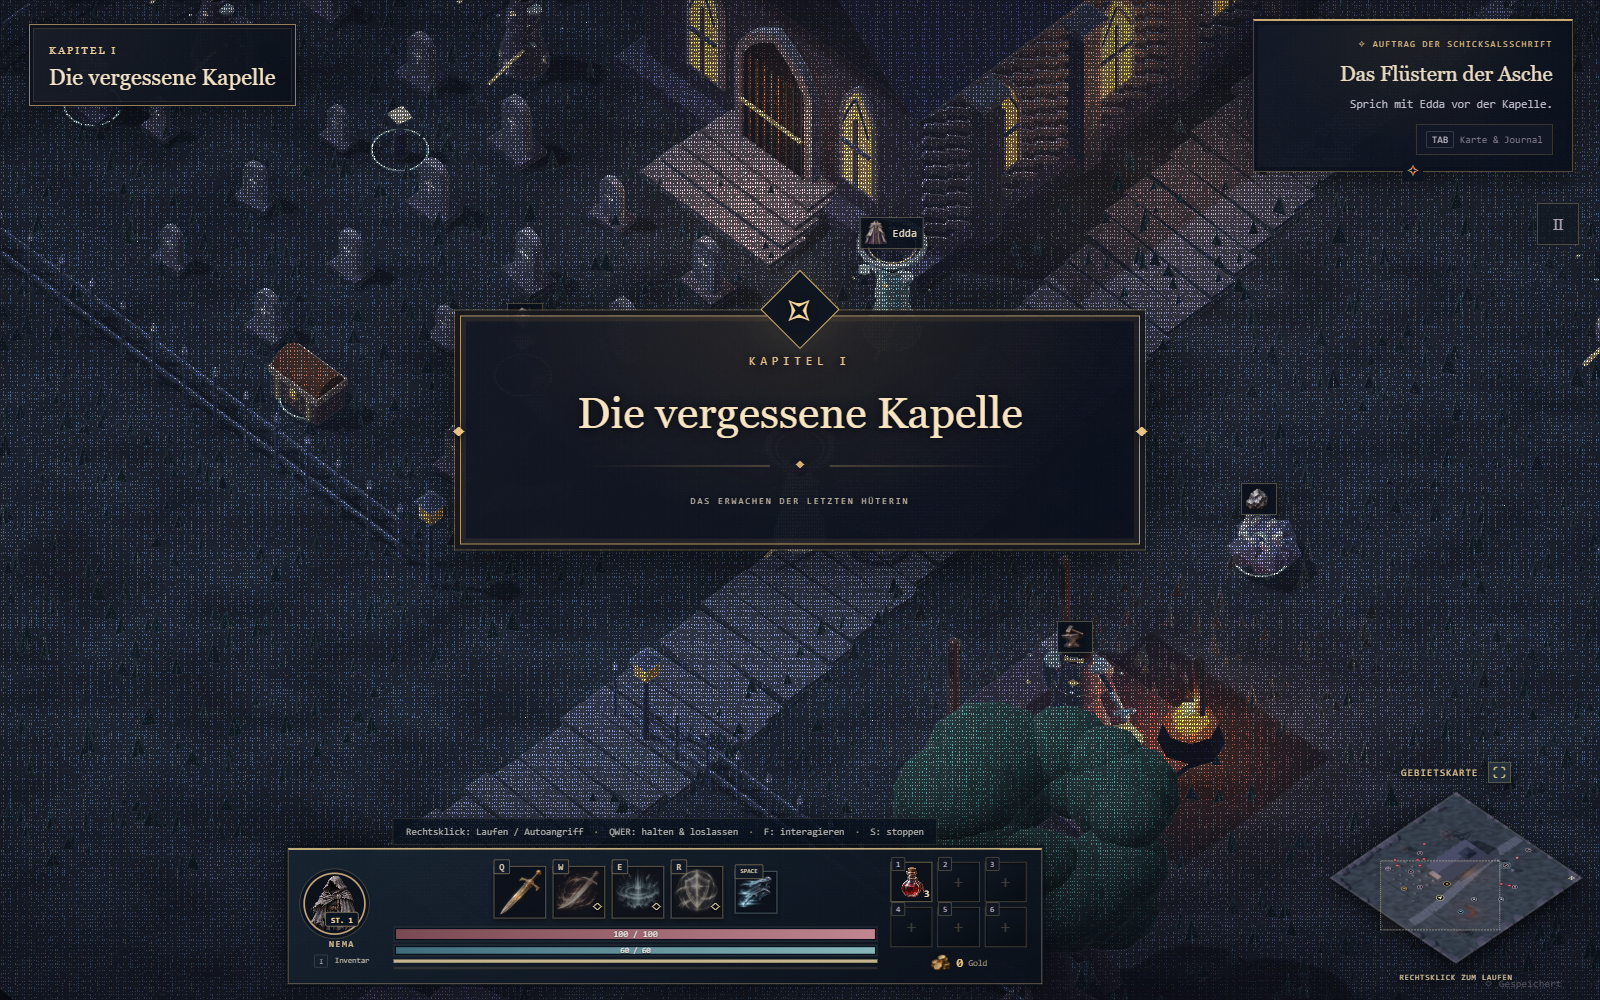 KAPITEL I
Die vergessene Kapelle
✧ AUFTRAG DER SCHICKSALSSCHRIFT
Das Flüstern der Asche
Sprich mit Edda vor der Kapelle.
TAB Karte & Journal
II
Edda
KAPITEL I
Die vergessene Kapelle
DAS ERWACHEN DER LETZTEN HÜTERIN
GEBIETSKARTE
Rechtsklick: Laufen / Autoangriff · QWER: halten & loslassen · F: interagieren · S: stoppen
Q W E R SPACE
1 2 3
3
4 5 6
ST. 1
NEMA
I Inventar
100 / 100
60 / 60
0 Gold
RECHTSKLICK ZUM LAUFEN
Gespeichert